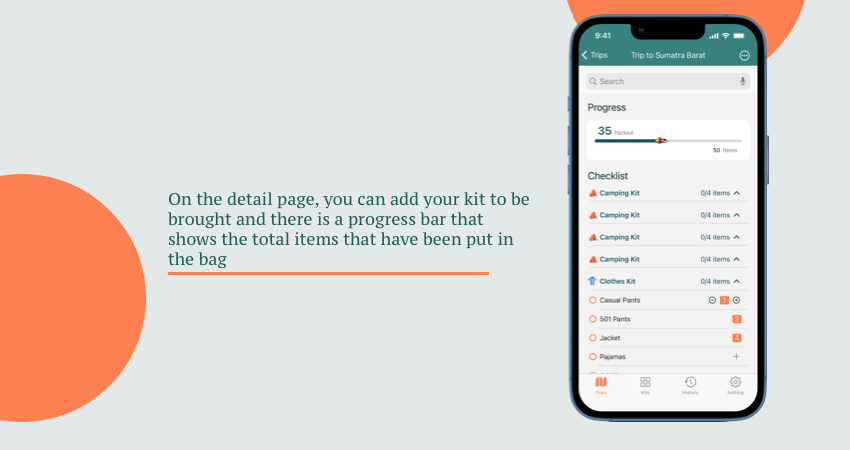 On the detail page, you can add your kit to be
brought and there is a progress bar that
shows the total items that have been put in
the bag
9:41
Trips
Trip to Sumatra Barat
Search
Progress
35 Packed
50 Items
Checklist
Camping Kit 0/4 items
Camping Kit 0/4 items
Camping Kit 0/4 items
Camping Kit 0/4 items
Clothes Kit 0/4 items
Casual Pants 1
501 Pants 2
Jacket 4
Pajamas
Trips Kits History Setting